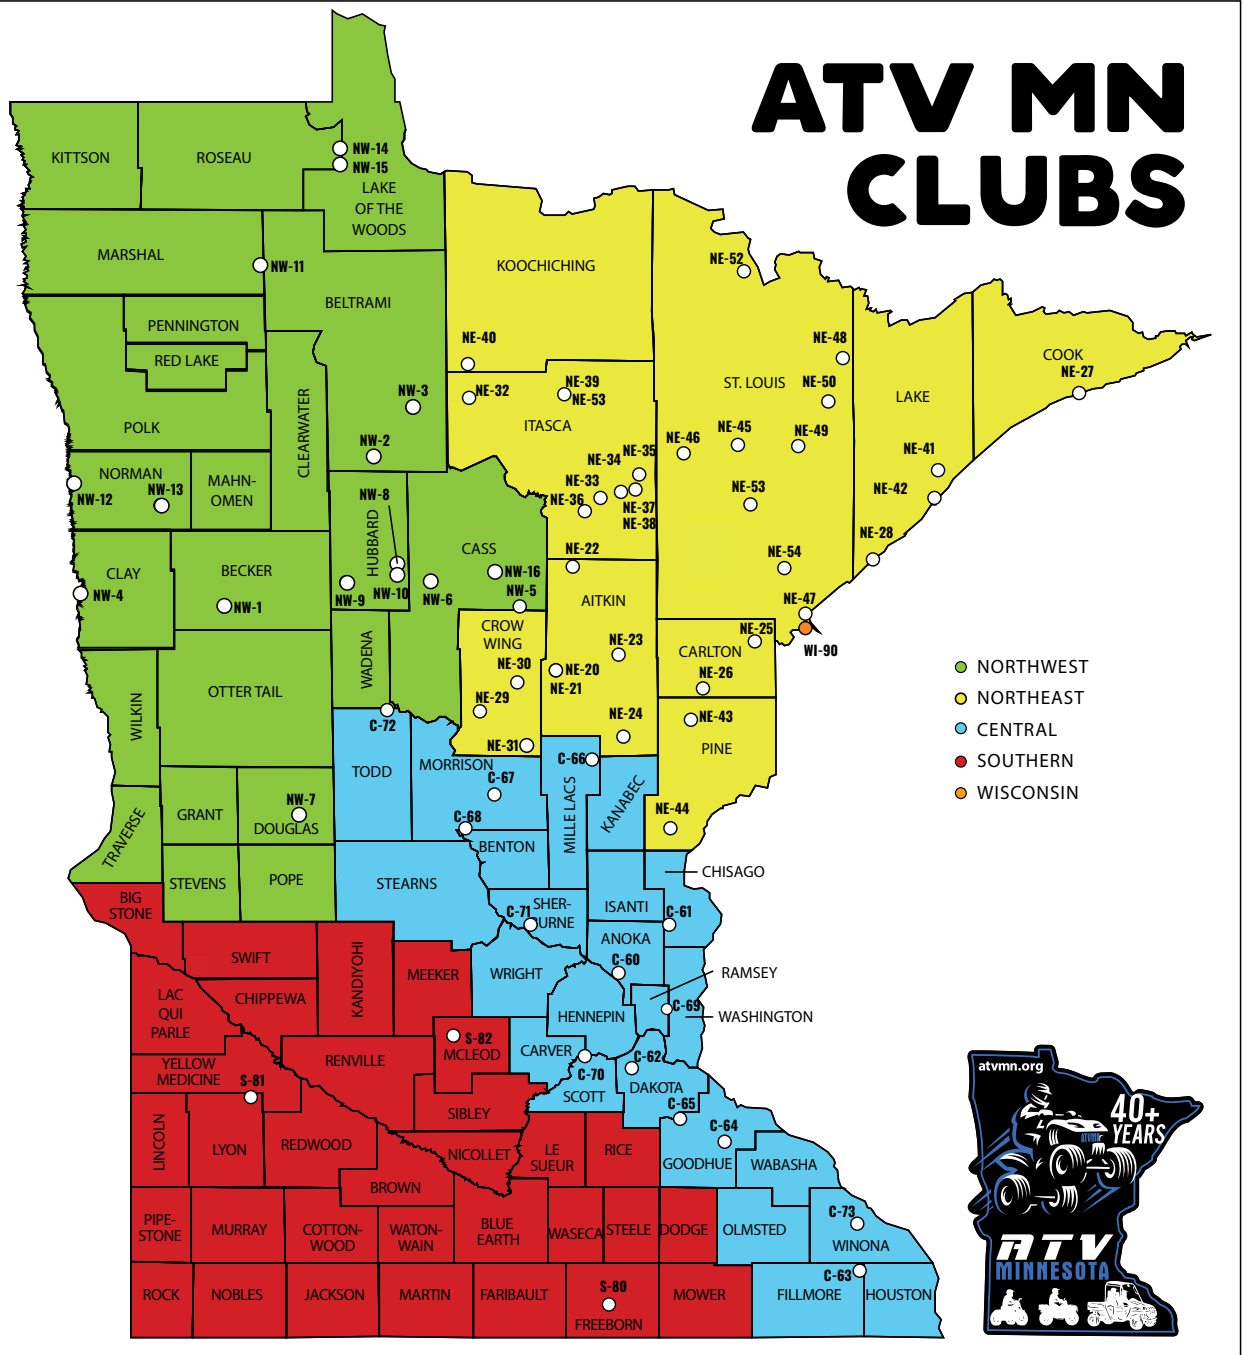 ATV MN
CLUBS
KITTSON
ROSEAU
NW-14
NW-15
LAKE
OF THE
WOODS
MARSHAL
NW-11
KOOCHICHING
NE-52
BELTRAMI
PENNINGTON
RED LAKE
NE-40
NE-48
COOK
NE-27
NW-3
NE-32
NE-39
NE-53
ST. LOUIS
NE-50
LAKE
POLK
CLEARWATER
NW-2
ITASCA
NE-46
NE-45
NE-49
NE-41
NE-42
NORMAN
NW-12
NW-13
MAHN-
OMEN
NW-8
NE-35
NE-34
NE-33
NE-36
NE-37
NE-38
NE-53
NE-28
HUBBARD
CASS
NE-22
NE-54
CLAY
NW-4
BECKER
NW-1
NW-9
NW-10
NW-6
NW-16
NW-5
AITKIN
NE-47
WI-90
CROW
WING
NE-30
NE-29
NE-31
NE-23
NE-20
NE-21
NE-24
CARLTON
NE-25
NE-26
WADENA
OTTER TAIL
WILKIN
C-72
NE-43
PINE
NORTHWEST
NORTHEAST
CENTRAL
SOUTHERN
WISCONSIN
TODD
MORRISON
C-67
C-66
C-68
MILLE LACS
KANABEC
NE-44
GRANT
NW-7
DOUGLAS
TRAVERSE
STEVENS
POPE
STEARNS
BENTON
CHISAGO
BIG
STONE
C-71
SHER-
BURNE
ISANTI
C-61
ANOKA
C-60
SWIFT
KANDIYOHI
MEEKER
WRIGHT
RAMSEY
LAC
QUI
PARLE
CHIPPEWA
HENNEPIN
C-69
WASHINGTON
S-82
MCLEOD
CARVER
C-70
C-62
YELLOW
MEDICINE
S-81
RENVILLE
SCOTT
DAKOTA
C-65
SIBLEY
C-64
LINCOLN
LYON
REDWOOD
NICOLLET
LE
SUEUR
RICE
GOODHUE
WABASHA
BROWN
PIPE-
STONE
MURRAY
COTTON-
WOOD
WATON-
WAIN
BLUE
EARTH
WASECA
STEELE
DODGE
OLMSTED
C-73
WINONA
C-63
ROCK
NOBLES
JACKSON
MARTIN
FARIBAULT
S-80
FREEBORN
MOWER
FILLMORE
HOUSTON
atvmn.org
40+
YEARS
ATVMN
ATV
MINNESOTA